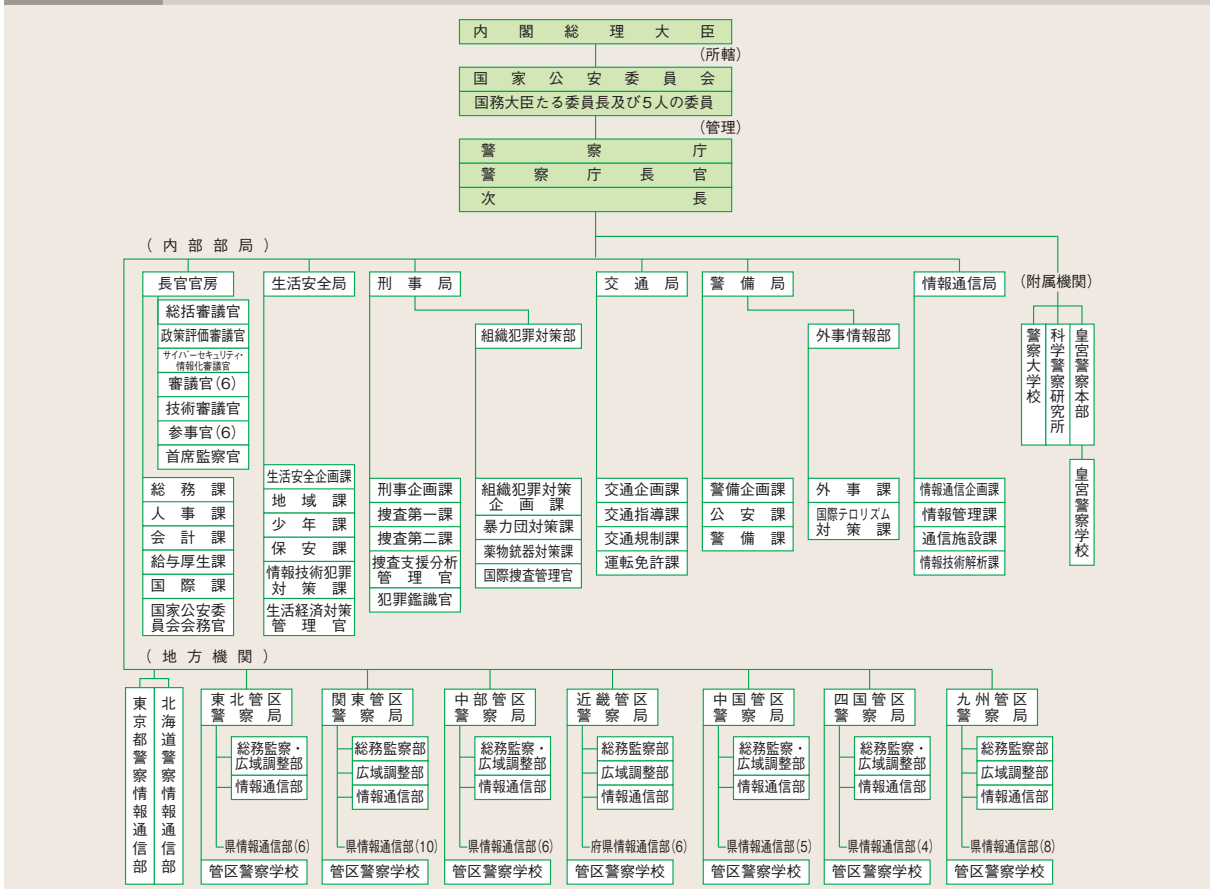 内閣総理大臣
(所轄)
国家公安委員会
国務大臣たる委員長及び5人の委員
(管理)
警察庁
警察庁長官
次長
(内部部局)
長官官房
総括審議官
政策評価審議官
サイバーセキュリティ・
情報化審議官
審議官(6)
技術審議官
参事官(6)
首席監察官
総務課
人事課
会計課
給与厚生課
国際課
国家公安委
員会会務官
生活安全局
生活安全企画課
地域課
少年課
保安課
情報技術犯罪
対策課
生活経済対策
管理官
刑事局
刑事企画課
捜査第一課
捜査第二課
捜査支援分析
管理官
犯罪鑑識官
組織犯罪対策部
組織犯罪対策
企画課
暴力団対策課
薬物銃器対策課
国際捜査管理官
交通局
交通企画課
交通指導課
交通規制課
運転免許課
警備局
警備企画課
公安課
警備課
外事情報部
外事課
国際テロリズム
対策課
情報通信局
情報通信企画課
情報管理課
通信施設課
情報技術解析課
(附属機関)
警察大学校
科学警察研究所
皇宮警察本部
皇宮警察学校
(地方機関)
東京都警察情報通信部
北海道警察情報通信部
東北管区
警察局
総務監察・
広域調整部
情報通信部
県情報通信部(6)
管区警察学校
関東管区
警察局
総務監察部
広域調整部
情報通信部
県情報通信部(10)
管区警察学校
中部管区
警察局
総務監察・
広域調整部
情報通信部
県情報通信部(6)
管区警察学校
近畿管区
警察局
総務監察部
広域調整部
情報通信部
府県情報通信部(6)
管区警察学校
中国管区
警察局
総務監察・
広域調整部
情報通信部
県情報通信部(5)
管区警察学校
四国管区
警察局
総務監察・
広域調整部
情報通信部
県情報通信部(4)
管区警察学校
九州管区
警察局
総務監察部
広域調整部
情報通信部
県情報通信部(8)
管区警察学校